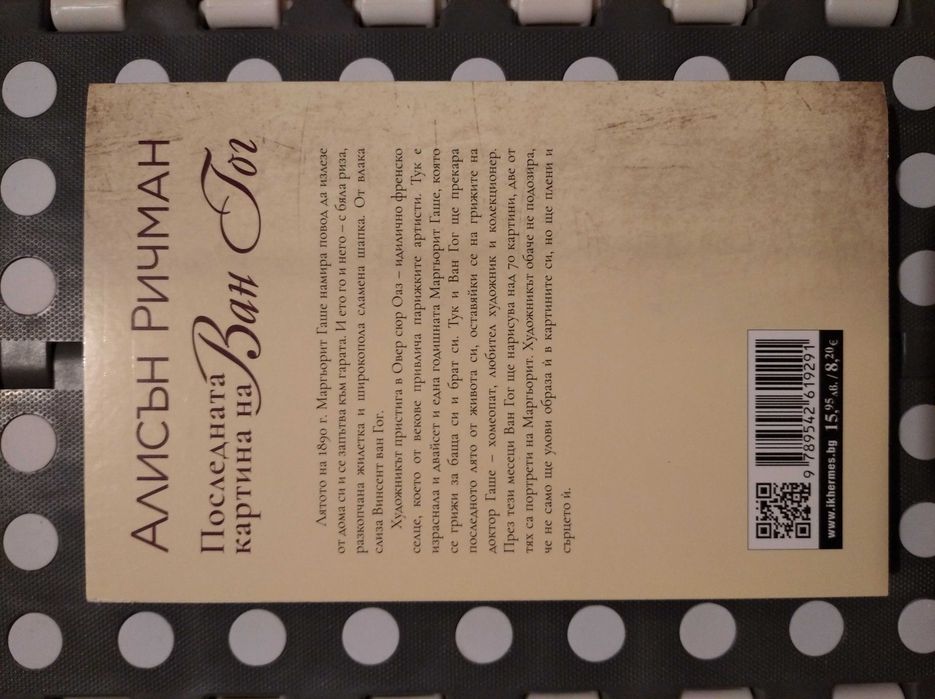 АЛИСЪН РИЧМАН
Последната
картина на Ван Гог
Лятото на 1890 г. Маргьорит Гаше намира повод да излезе
от дома си и се запътва към гарата. И ето го и него – с бяла риза,
разкопчана жилетка и широкопола сламена шапка. От влака
слиза Винсент ван Гог.
Художникът пристига в Овер сюр Оаз – идилично френско
селце, което от векове привлича парижките артисти. Тук е
израснала и двайсет и една годишната Маргьорит Гаше, която
се грижи за баща си и брат си. Тук и Ван Гог ще прекара
последното лято от живота си, оставяйки се на грижите на
доктор Гаше – хомеопат, любител художник и колекционер.
През тези месеци Ван Гог ще нарисува над 70 картини, две от
тях са портрети на Маргьорит. Художникът обаче не подозира,
че не само ще улови образа ѝ в картините си, но ще плени и
сърцето ѝ.
9 789542 619291
www.ikhermes.bg 15,95 лв. / 8,20 €